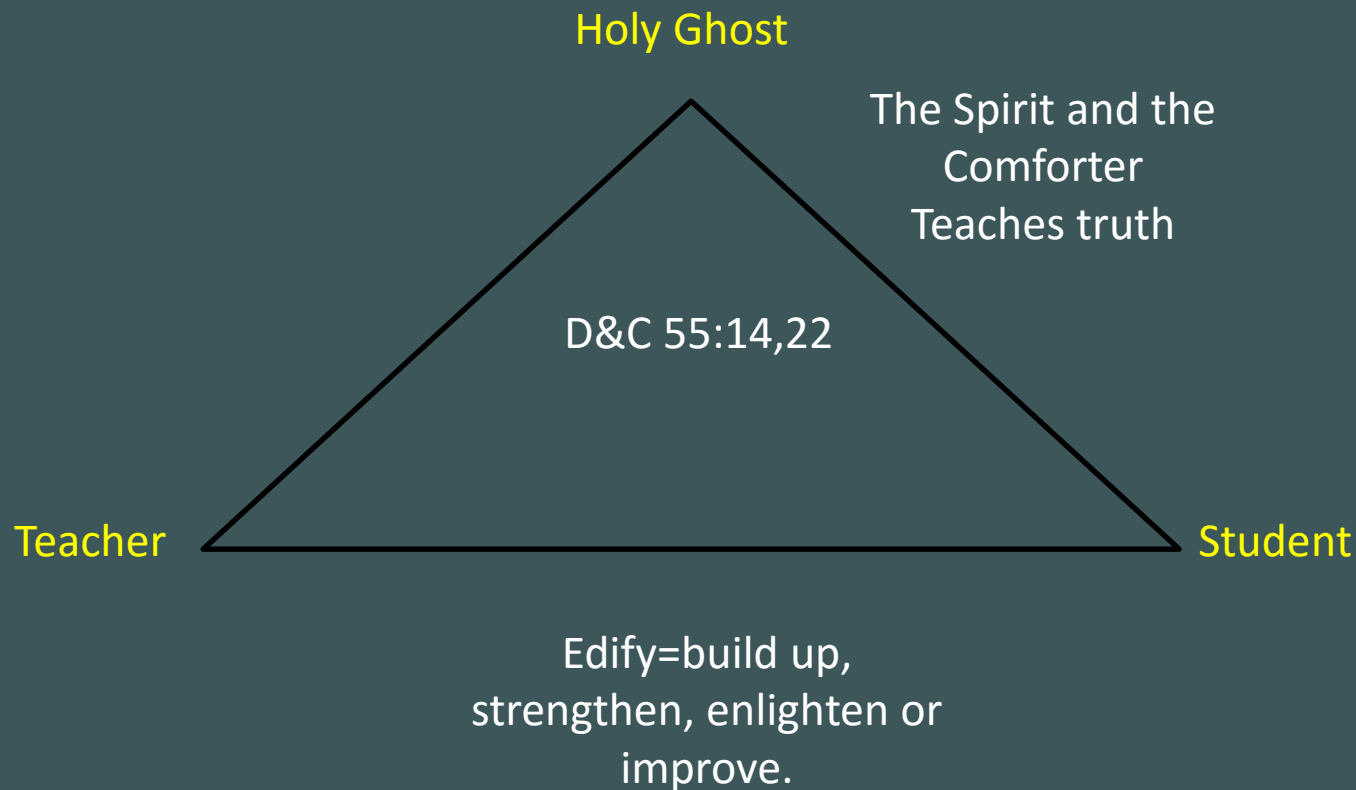 Holy Ghost
The Spirit and the
Comforter
Teaches truth
D&C 55:14,22
Teacher
Student
Edify=build up,
strengthen, enlighten or
improve.